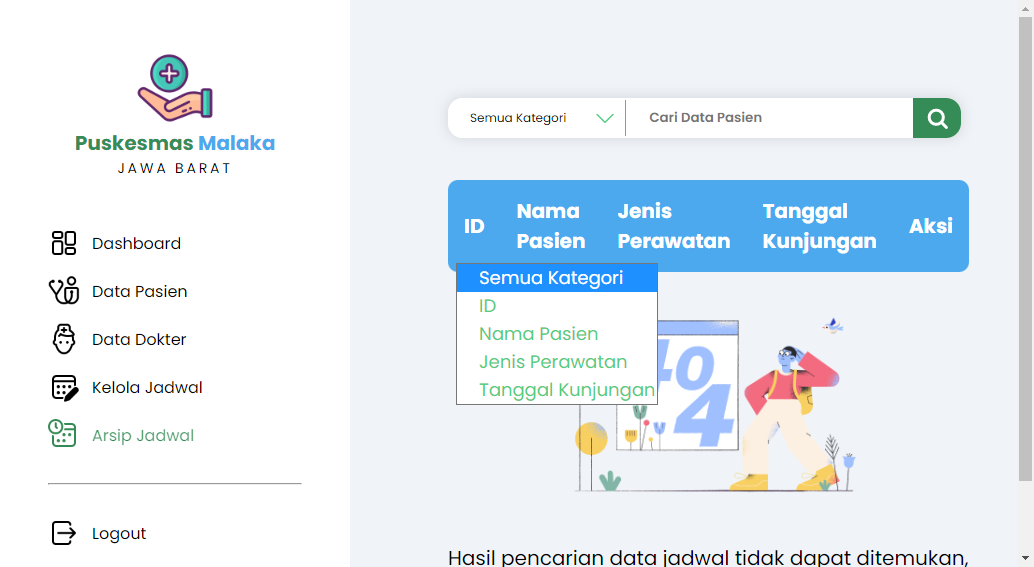 Puskesmas Malaka
JAWA BARAT
Dashboard
Data Pasien
Data Dokter
Kelola Jadwal
Arsip Jadwal
Logout
Semua Kategori
Cari Data Pasien
ID
Nama Pasien
Jenis Perawatan
Tanggal Kunjungan
Aksi
Semua Kategori
ID
Nama Pasien
Jenis Perawatan
Tanggal Kunjungan
404
Hasil pencarian data jadwal tidak dapat ditemukan,